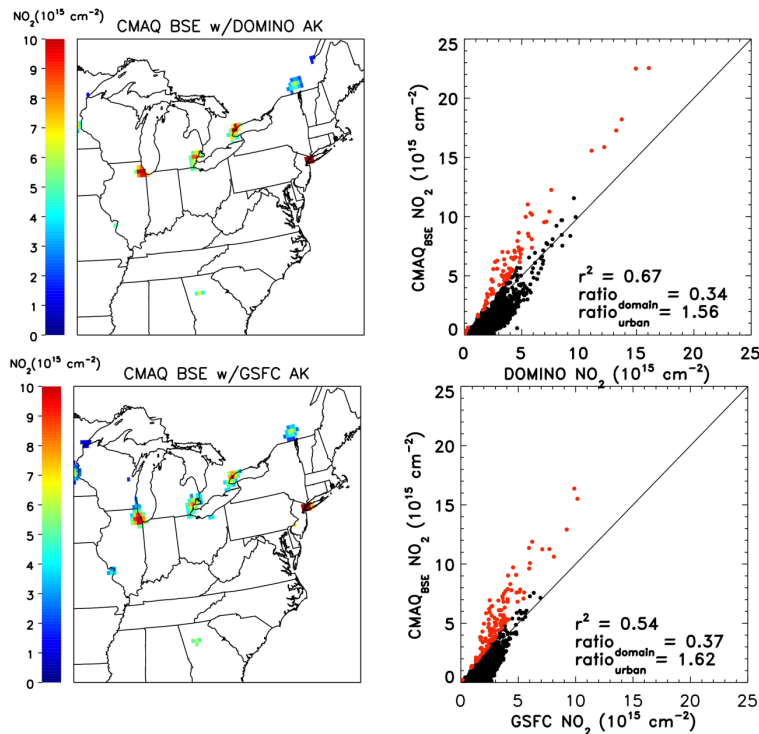 NO2(10^15 cm^-2)
CMAQ BSE w/DOMINO AK
10
9
8
7
6
5
4
3
2
1
0
25
20
15
10
5
0
CMAQBSE NO2 (10^15 cm^-2)
r^2 = 0.67
ratio domain = 0.34
ratio urban = 1.56
0 5 10 15 20 25
DOMINO NO2 (10^15 cm^-2)
NO2(10^15 cm^-2)
CMAQ BSE w/GSFC AK
10
9
8
7
6
5
4
3
2
1
0
25
20
15
10
5
0
CMAQBSE NO2 (10^15 cm^-2)
r^2 = 0.54
ratio domain = 0.37
ratio urban = 1.62
0 5 10 15 20 25
GSFC NO2 (10^15 cm^-2)